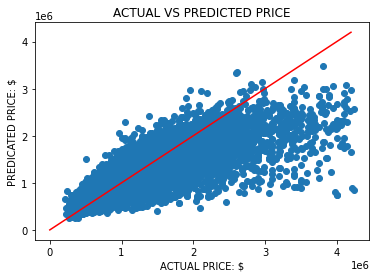 ACTUAL VS PREDICTED PRICE
1e6
4
3
2
1
0
PREDICATED PRICE: $
0 1 2 3 4
1e6
ACTUAL PRICE: $